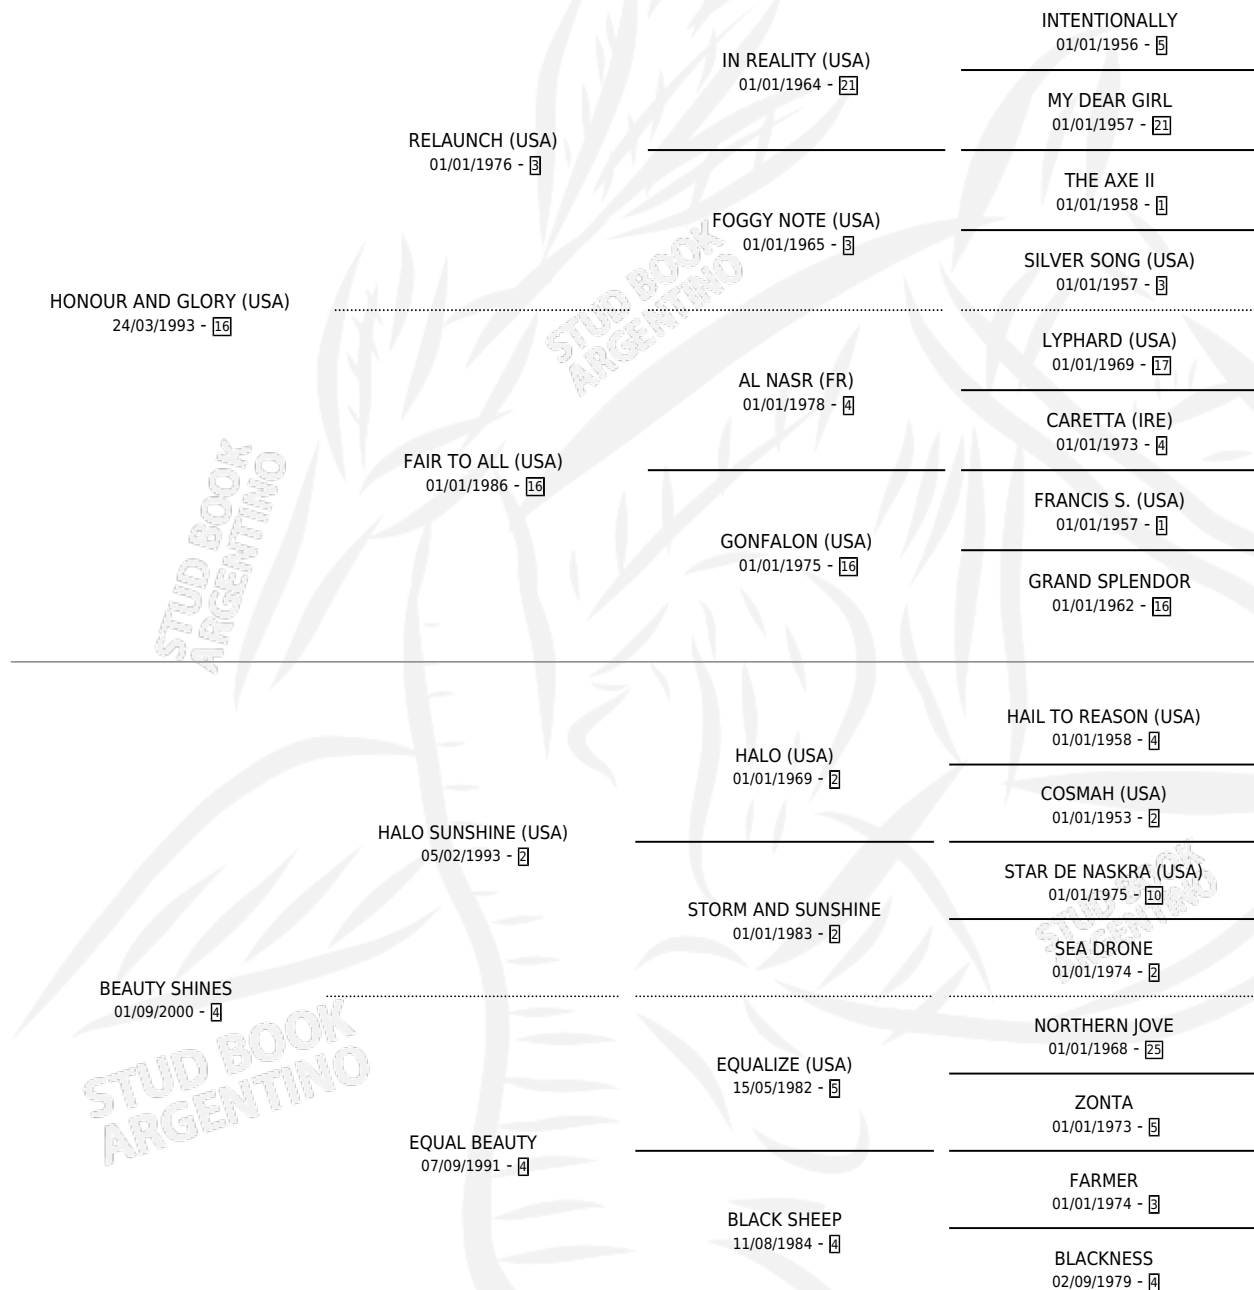 INTENTIONALLY
01/01/1956 - 5
IN REALITY (USA)
01/01/1964 - 21
MY DEAR GIRL
01/01/1957 - 21
RELAUNCH (USA)
01/01/1976 - 3
THE AXE II
01/01/1958 - 1
FOGGY NOTE (USA)
01/01/1965 - 3
SILVER SONG (USA)
01/01/1957 - 3
HONOUR AND GLORY (USA)
24/03/1993 - 16
LYPHARD (USA)
01/01/1969 - 17
AL NASR (FR)
01/01/1978 - 4
CARETTA (IRE)
01/01/1973 - 4
FAIR TO ALL (USA)
01/01/1986 - 16
FRANCIS S. (USA)
01/01/1957 - 1
GONFALON (USA)
01/01/1975 - 16
GRAND SPLENDOR
01/01/1962 - 16
HAIL TO REASON (USA)
01/01/1958 - 4
HALO (USA)
01/01/1969 - 2
COSMAH (USA)
01/01/1953 - 2
HALO SUNSHINE (USA)
05/02/1993 - 2
STAR DE NASKRA (USA)
01/01/1975 - 10
STORM AND SUNSHINE
01/01/1983 - 2
SEA DRONE
01/01/1974 - 2
BEAUTY SHINES
01/09/2000 - 4
NORTHERN JOVE
01/01/1968 - 25
EQUALIZE (USA)
15/05/1982 - 5
ZONTA
01/01/1973 - 5
EQUAL BEAUTY
07/09/1991 - 4
FARMER
01/01/1974 - 3
BLACK SHEEP
11/08/1984 - 4
BLACKNESS
02/09/1979 - 4
STUD BOOK
ARGENTINO
STUD BOOK
ARGENTINO
STUD BOOK
ARGENTINO
STUD BOOK
ARGENTINO